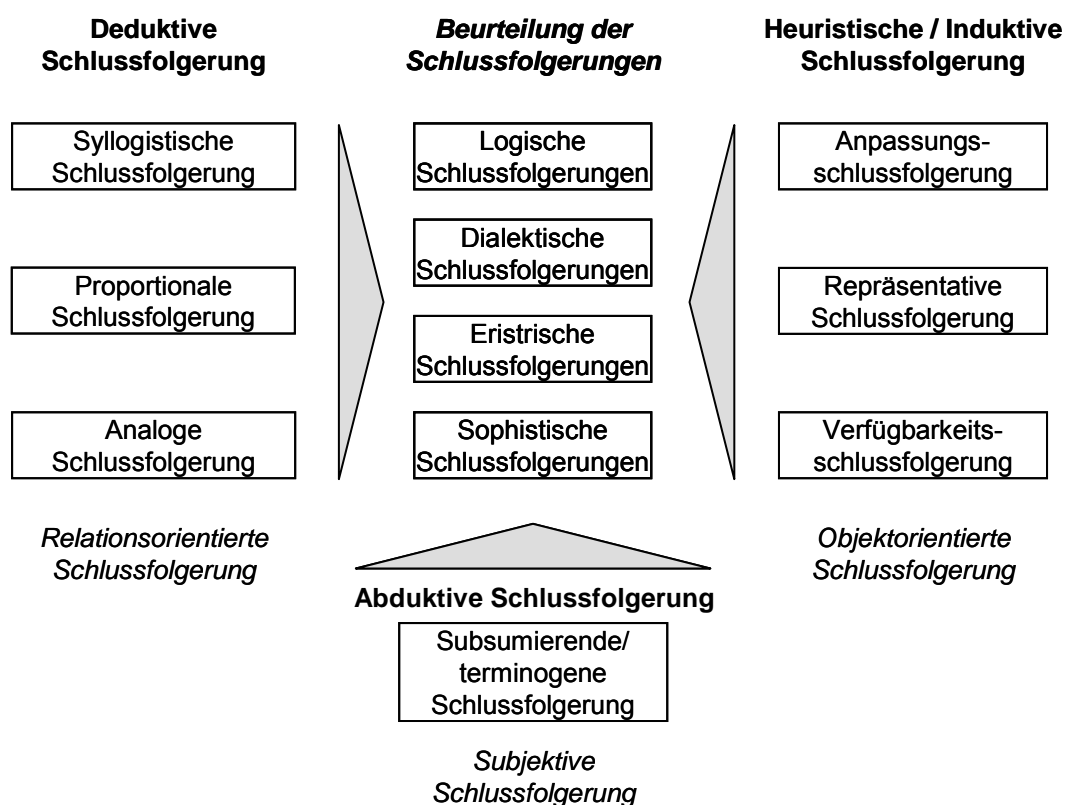 Deduktive
Schlussfolgerung
Syllogistische
Schlussfolgerung
Proportionale
Schlussfolgerung
Analoge
Schlussfolgerung
Relationsorientierte
Schlussfolgerung
Beurteilung der
Schlussfolgerungen
Logische
Schlussfolgerungen
Dialektische
Schlussfolgerungen
Eristrische
Schlussfolgerungen
Sophistische
Schlussfolgerungen
Heuristische / Induktive
Schlussfolgerung
Anpassungs-
schlussfolgerung
Repräsentative
Schlussfolgerung
Verfügbarkeits-
schlussfolgerung
Objektorientierte
Schlussfolgerung
Abduktive Schlussfolgerung
Subsumierende/
terminogene
Schlussfolgerung
Subjektive
Schlussfolgerung